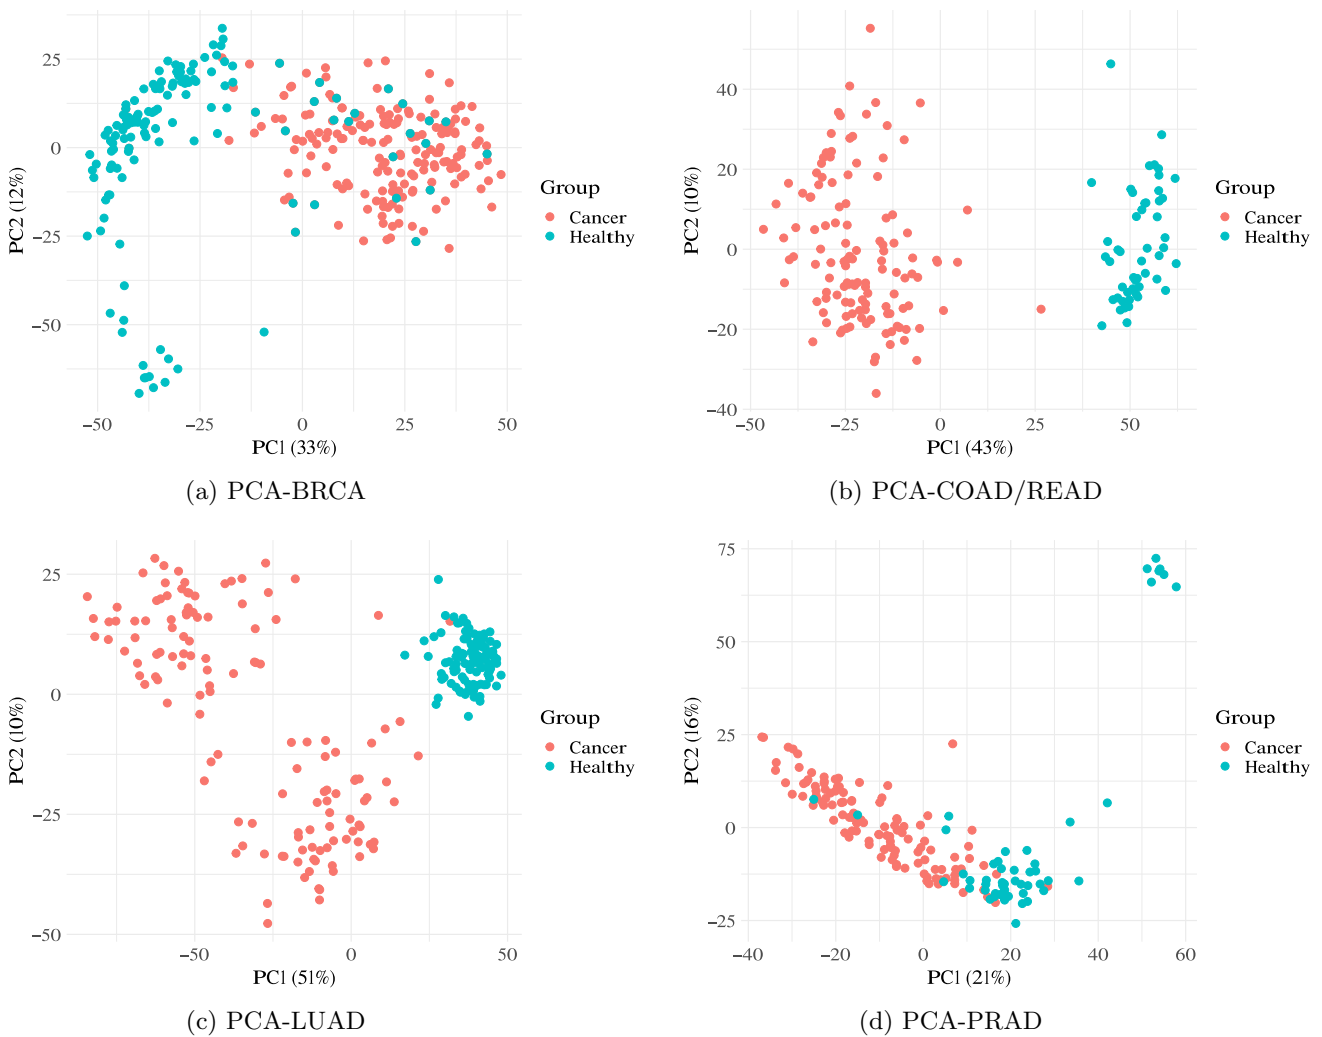 25
0
−25
−50
PC2 (12%)
−50
−25
0
25
50
PC1 (33%)
Group
Cancer
Healthy
(a) PCA-BRCA
40
20
0
−20
−40
PC2 (10%)
−50
−25
0
25
50
PC1 (43%)
Group
Cancer
Healthy
(b) PCA-COAD/READ
25
0
−25
−50
PC2 (10%)
−50
0
50
PC1 (51%)
Group
Cancer
Healthy
(c) PCA-LUAD
75
50
25
0
−25
PC2 (16%)
−40
−20
0
20
40
60
PC1 (21%)
Group
Cancer
Healthy
(d) PCA-PRAD